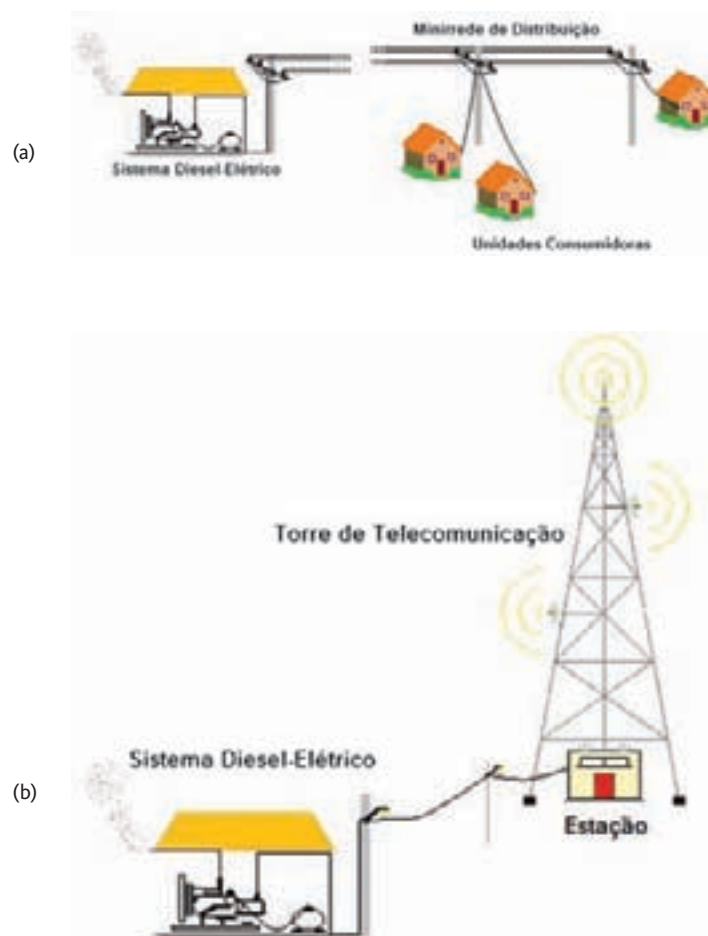 (a)
Minirrede de Distribuição
Sistema Diesel-Elétrico
Unidades Consumidoras
(b)
Torre de Telecomunicação
Sistema Diesel-Elétrico
Estação